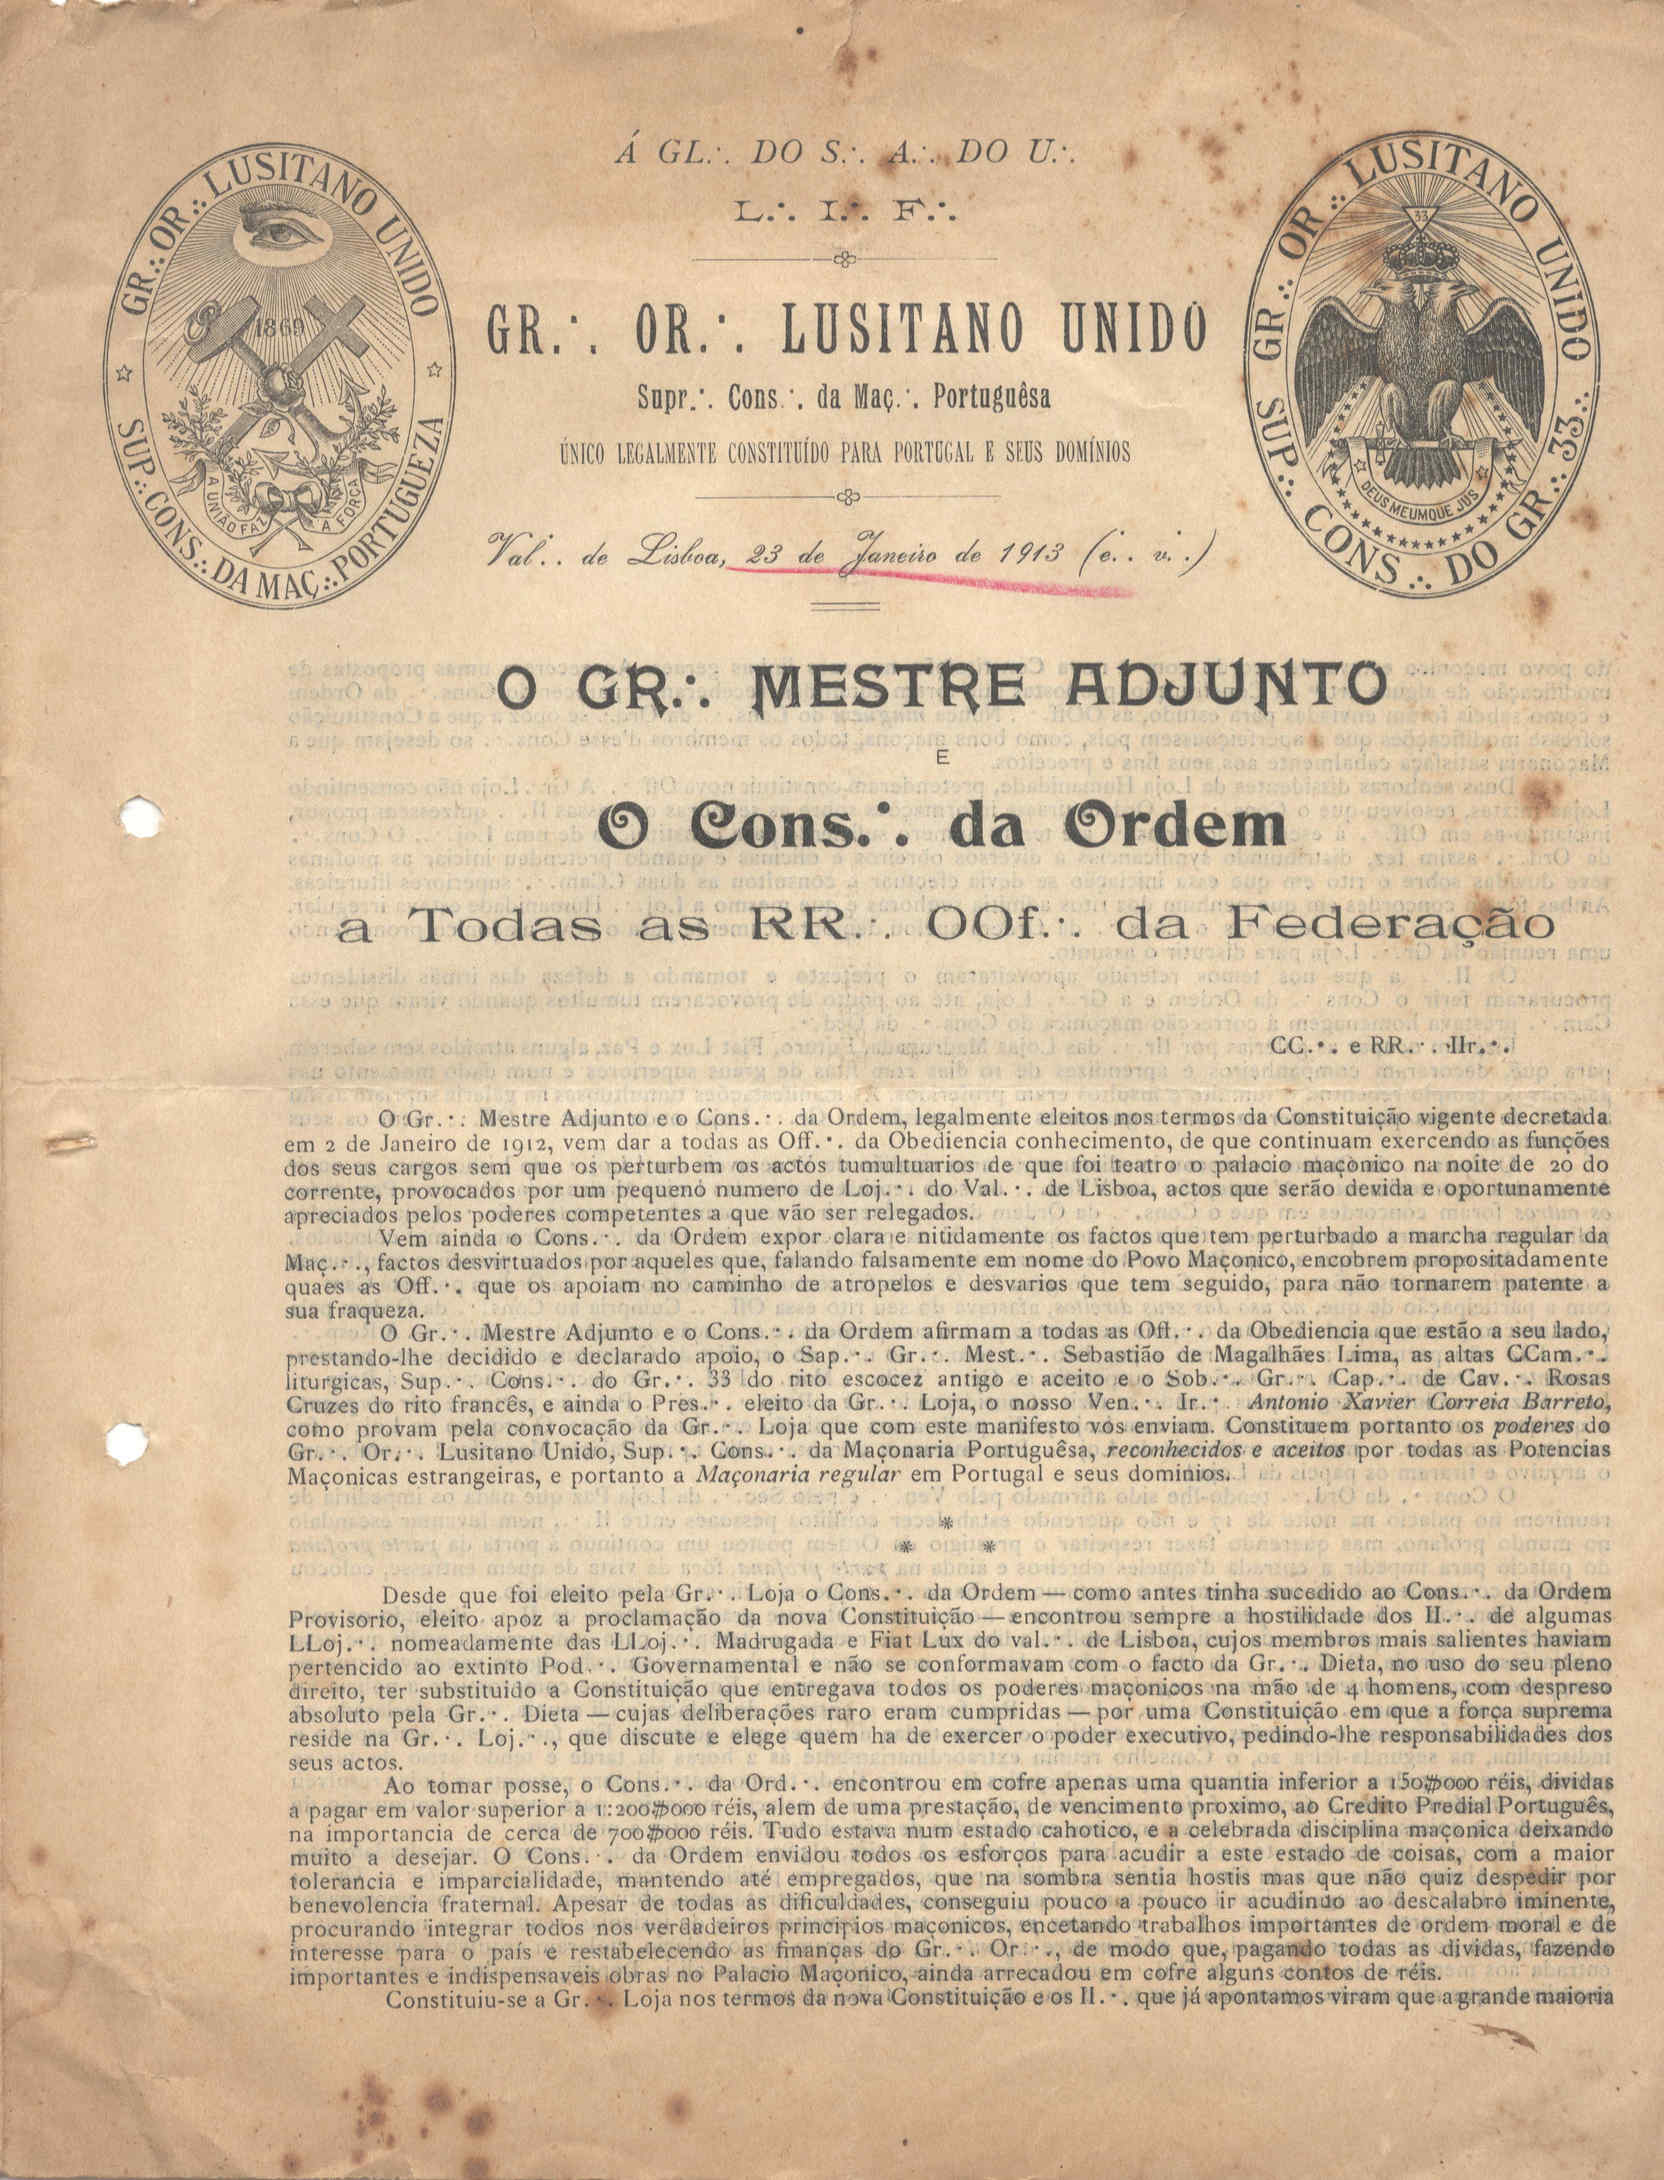 Á GL.·. DO S.·. A.·. DO U.·.
L.·. I.·. F.·.
GR.·. OR.·. LUSITANO UNIDO
SUP.·. CONS.·. DA MAÇ.·. PORTUGUEZA
1869
A UNIÃO FAZ A FORÇA
GR.·. OR.·. LUSITANO UNIDO
Supr.·. Cons.·. da Maç.·. Portuguêsa
ÚNICO LEGALMENTE CONSTITUÍDO PARA PORTUGAL E SEUS DOMÍNIOS
GR.·. OR.·. LUSITANO UNIDO
SUP.·. CONS.·. DO GR.·. 33.·.
33
DEUS MEUMQUE JUS
Val.·. de Lisboa, 23 de Janeiro de 1913 (e.·. v.·.)
O GR.·. MESTRE ADJUNTO
E
O Cons.·. da Ordem
a Todas as RR.·. OOf.·. da Federação
CC.·. e RR.·. IIr.·.
O Gr.·. Mestre Adjunto e o Cons.·. da Ordem, legalmente eleitos nos termos da Constituição vigente decretada
em 2 de Janeiro de 1912, vem dar a todas as Off.·. da Obediencia conhecimento, de que continuam exercendo as funções
dos seus cargos sem que os perturbem os actos tumultuarios de que foi teatro o palacio maçonico na noite de 20 do
corrente, provocados por um pequeno numero de Loj.·. do Val.·. de Lisboa, actos que serão devida e oportunamente
apreciados pelos poderes competentes a que vão ser relegados.
Vem ainda o Cons.·. da Ordem expor clara e nitidamente os factos que tem perturbado a marcha regular da
Maç.·., factos desvirtuados por aqueles que, falando falsamente em nome do Povo Maçonico, encobrem propositadamente
quaes as Off.·. que os apoiam no caminho de atropelos e desvarios que tem seguido, para não tornarem patente a
sua fraqueza.
O Gr.·. Mestre Adjunto e o Cons.·. da Ordem afirmam a todas as Off.·. da Obediencia que estão a seu lado,
prestando-lhe decidido e declarado apoio, o Sap.·. Gr.·. Mest.·. Sebastião de Magalhães Lima, as altas CCam.·.
liturgicas, Sup.·. Cons.·. do Gr.·. 33 do rito escocez antigo e aceito e o Sob.·. Gr.·. Cap.·. de Cav.·. Rosas
Cruzes do rito francês, e ainda o Pres.·. eleito da Gr.·. Loja, o nosso Ven.·. Ir.·. Antonio Xavier Correia Barreto,
como provam pela convocação da Gr.·. Loja que com este manifesto vos enviam. Constituem portanto os poderes do
Gr.·. Or.·. Lusitano Unido, Sup.·. Cons.·. da Maçonaria Portuguêsa, reconhecidos e aceitos por todas as Potencias
Maçonicas estrangeiras, e portanto a Maçonaria regular em Portugal e seus dominios.
*
* *
Desde que foi eleito pela Gr.·. Loja o Cons.·. da Ordem — como antes tinha sucedido ao Cons.·. da Ordem
Provisorio, eleito apoz a proclamação da nova Constituição — encontrou sempre a hostilidade dos II.·. de algumas
LLoj.·. nomeadamente das LLoj.·. Madrugada e Fiat Lux do val.·. de Lisboa, cujos membros mais salientes haviam
pertencido ao extinto Pod.·. Governamental e não se conformavam com o facto da Gr.·. Dieta, no uso do seu pleno
direito, ter substituido a Constituição que entregava todos os poderes maçonicos na mão de 4 homens, com despreso
absoluto pela Gr.·. Dieta — cujas deliberações raro eram cumpridas — por uma Constituição em que a força suprema
reside na Gr.·. Loj.·., que discute e elege quem ha de exercer o poder executivo, pedindo-lhe responsabilidades dos
seus actos.
Ao tomar posse, o Cons.·. da Ord.·. encontrou em cofre apenas uma quantia inferior a 150$000 réis, dividas
a pagar em valor superior a 1:200$000 réis, alem de uma prestação, de vencimento proximo, ao Credito Predial Português,
na importancia de cerca de 700$000 réis. Tudo estava num estado cahotico, e a celebrada disciplina maçonica deixando
muito a desejar. O Cons.·. da Ordem envidou todos os esforços para acudir a este estado de coisas, com a maior
tolerancia e imparcialidade, mantendo até empregados, que na sombra sentia hostis mas que não quiz despedir por
benevolencia fraternal. Apesar de todas as dificuldades, conseguiu pouco a pouco ir acudindo ao descalabro iminente,
procurando integrar todos nos verdadeiros principios maçonicos, encetando trabalhos importantes de ordem moral e de
interesse para o país e restabelecendo as finanças do Gr.·. Or.·., de modo que, pagando todas as dividas, fazendo
importantes e indispensaveis obras no Palacio Maçonico, ainda arrecadou em cofre alguns contos de réis.
Constituiu-se a Gr.·. Loja nos termos da nova Constituição e os II.·. que já apontamos viram que a grande maioria